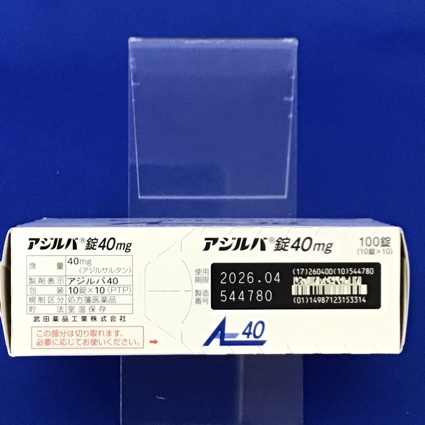 アジルバ®錠40mg
含量 40mg
(アジルサルタン)
製剤表示 アジルバ40
包装 10錠×10(PTP)
規制区分 処方箋医薬品
貯法 室温保存
武田薬品工業株式会社
この部分は切り取れます。
必要に応じてお使いください。→
アジルバ®錠40mg 100錠
(10錠×10)
使用期限 2026.04
製造番号 544780
(17)260400(10)544780
(01)14987123153314
A 40